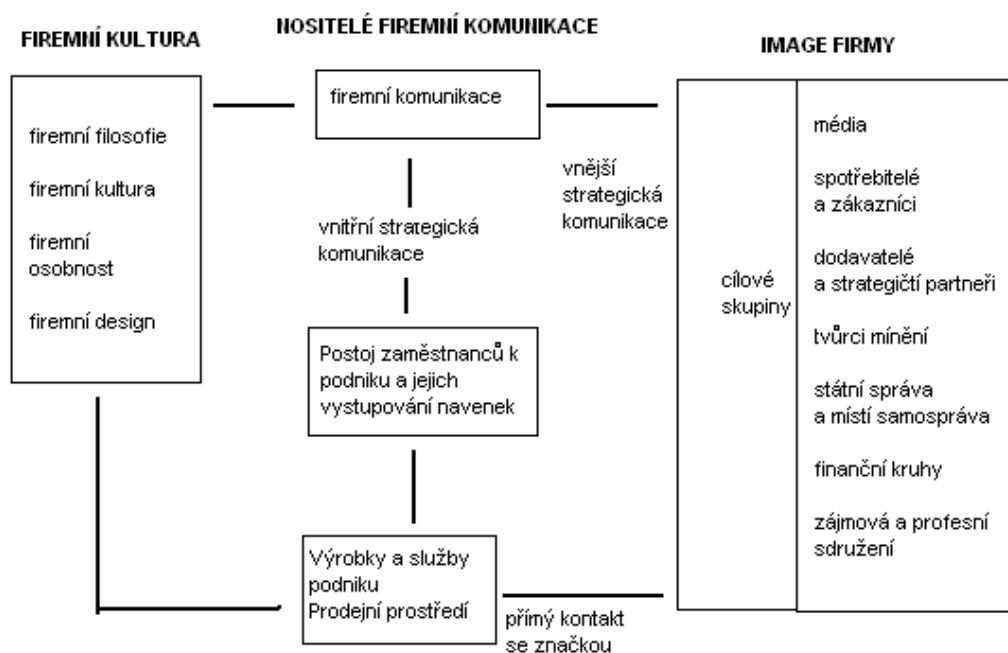 FIREMNÍ KULTURA
NOSITELÉ FIREMNÍ KOMUNIKACE
IMAGE FIRMY
firemní filosofie
firemní kultura
firemní
osobnost
firemní design
firemní komunikace
vnitřní strategická
komunikace
vnější
strategická
komunikace
Postoj zaměstnanců k
podniku a jejich
vystupování navenek
Výrobky a služby
podniku
Prodejní prostředí
přímý kontakt
se značkou
cílové
skupiny
média
spotřebitelé
a zákazníci
dodavatelé
a strategičtí partneři
tvůrci mínění
státní správa
a místí samospráva
finanční kruhy
zájmová a profesní
sdružení